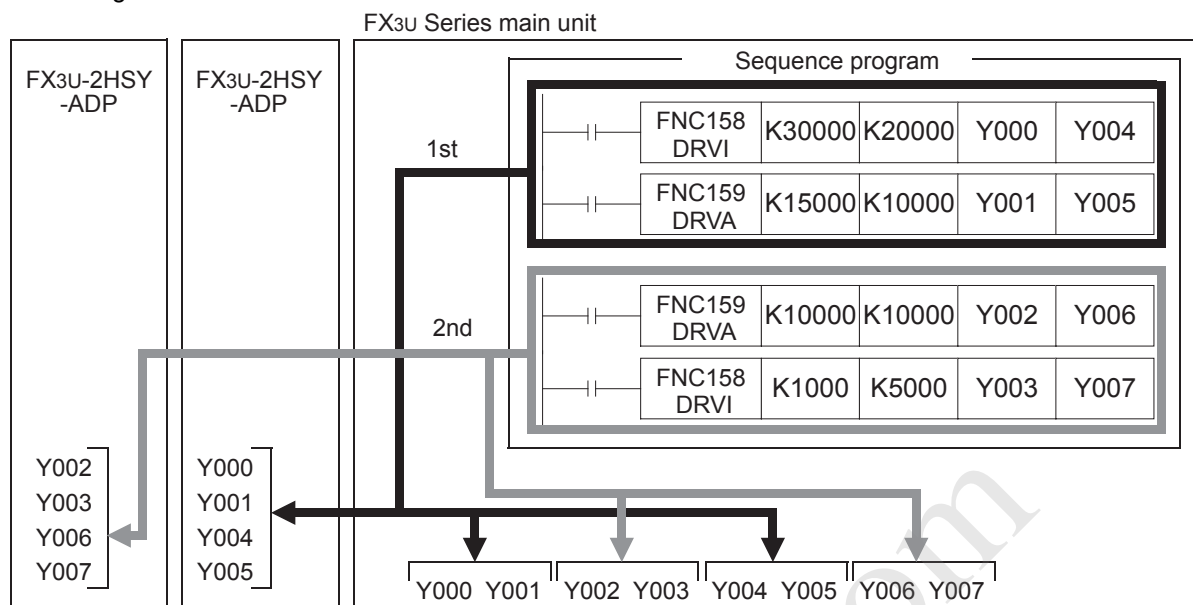 FX3U Series main unit
FX3U-2HSY
-ADP
FX3U-2HSY
-ADP
Sequence program
1st
FNC158
DRVI
K30000
K20000
Y000
Y004
FNC159
DRVA
K15000
K10000
Y001
Y005
2nd
FNC159
DRVA
K10000
K10000
Y002
Y006
FNC158
DRVI
K1000
K5000
Y003
Y007
Y002
Y003
Y006
Y007
Y000
Y001
Y004
Y005
Y000 Y001
Y002 Y003
Y004 Y005
Y006 Y007